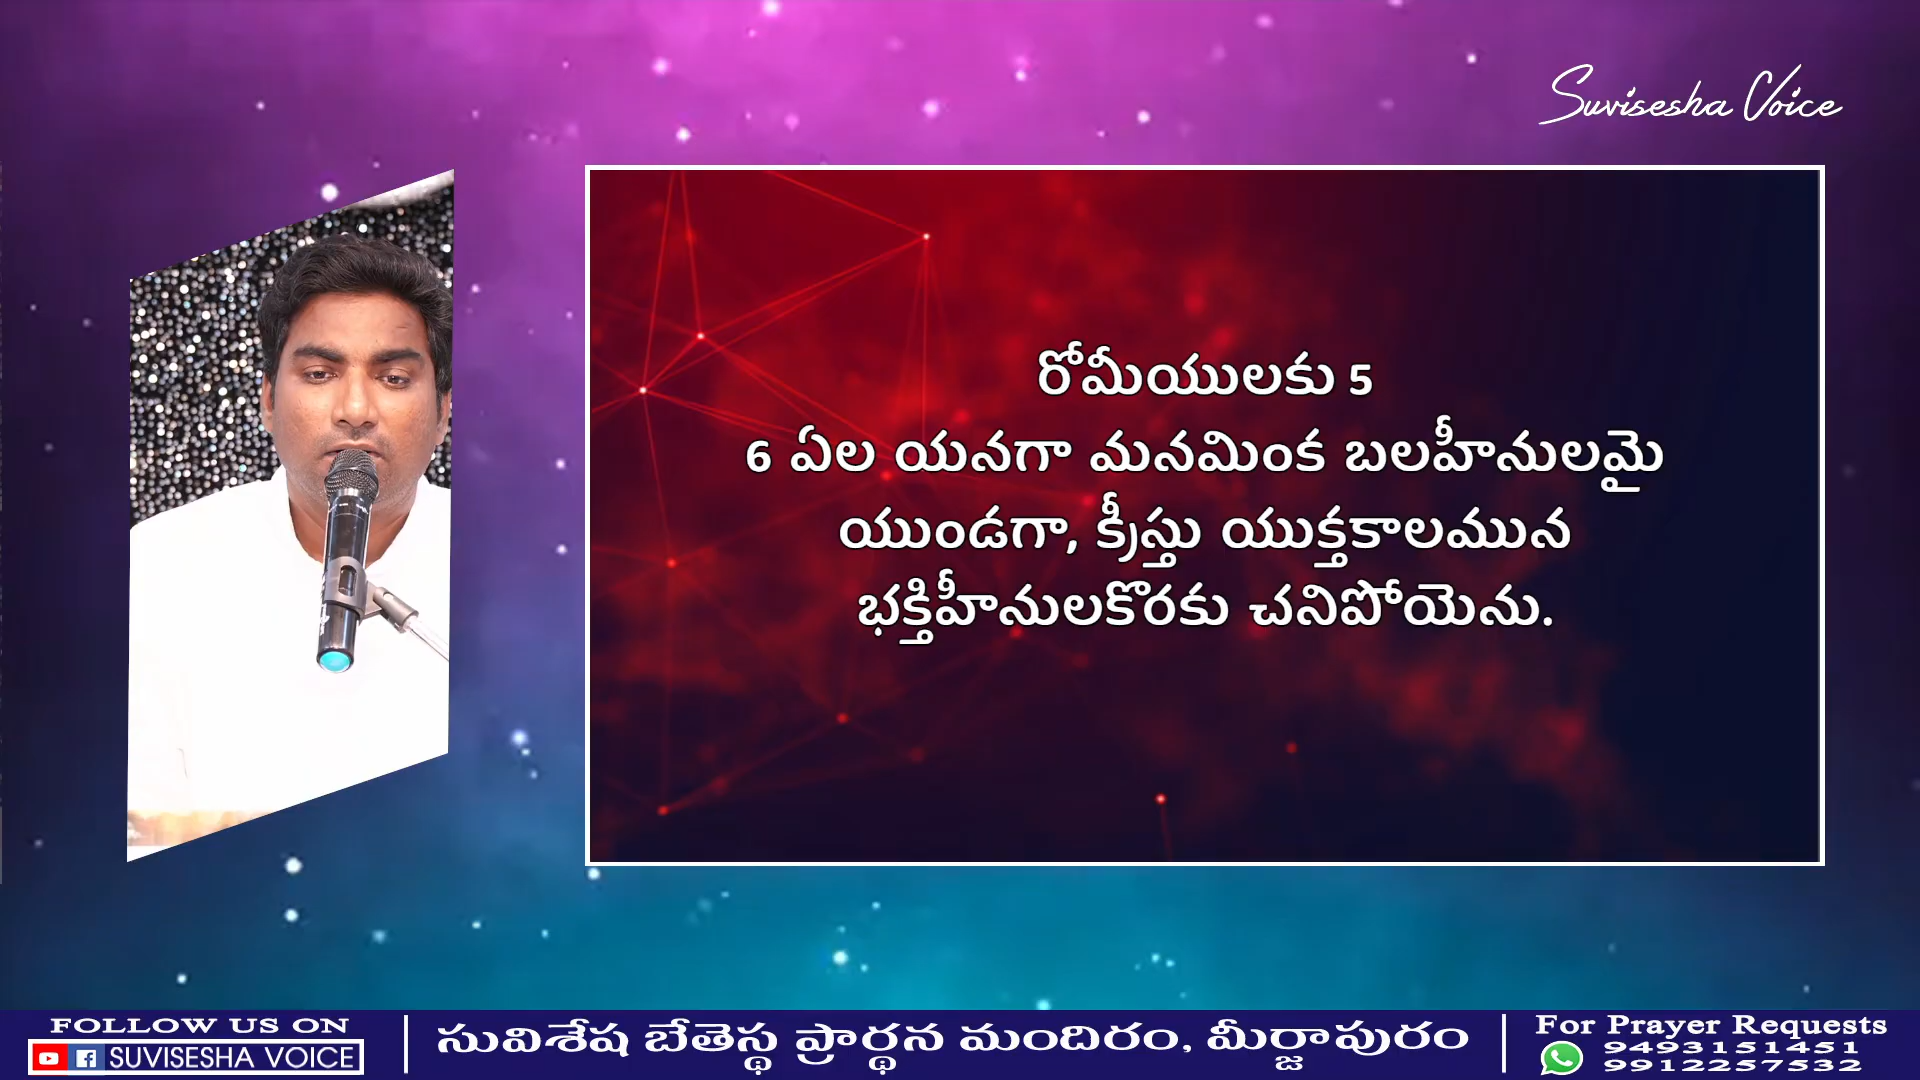 Suvisesha Voice
రోమీయులకు 5
6 ఏల యనగా మనమింక బలహీనులమై
యుండగా, క్రీస్తు యుక్తకాలమున
భక్తిహీనులకొరకు చనిపోయెను.
FOLLOW US ON
SUVISESHA VOICE
సువిశేష బేతెస్థ ప్రార్థన మందిరం, మీర్జాపురం
For Prayer Requests
9493151451
9912257532